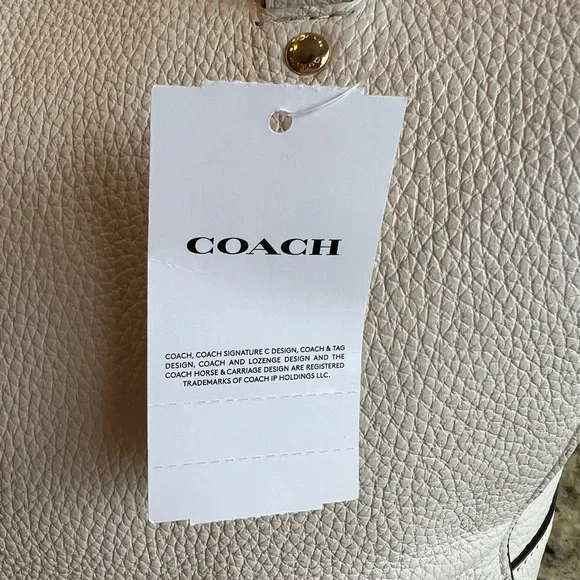 COACH
COACH, COACH SIGNATURE C DESIGN, COACH & TAG
DESIGN, COACH AND LOZENGE DESIGN AND THE
COACH HORSE & CARRIAGE DESIGN ARE REGISTERED
TRADEMARKS OF COACH IP HOLDINGS LLC.